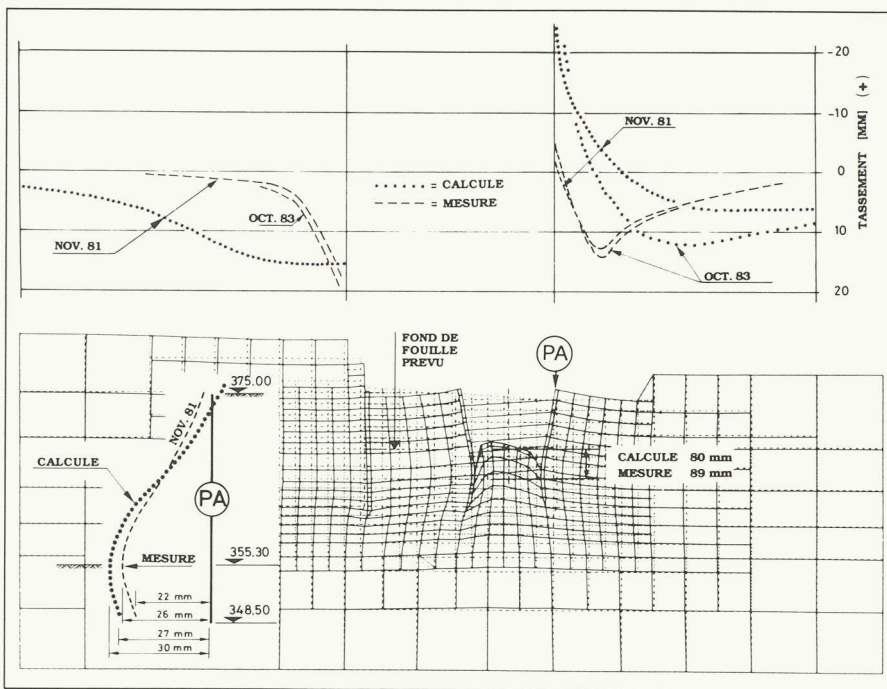 -20
TASSEMENT [MM] (+)
-10
NOV. 81
0
•••••• = CALCULE
--- = MESURE
NOV. 81
OCT. 83
10
OCT. 83
20
FOND DE
FOUILLE
PREVU
PA
375.00
NOV. 81
CALCULE
PA
CALCULE 80 mm
MESURE 89 mm
MESURE
355.30
22 mm
26 mm
348.50
27 mm
30 mm